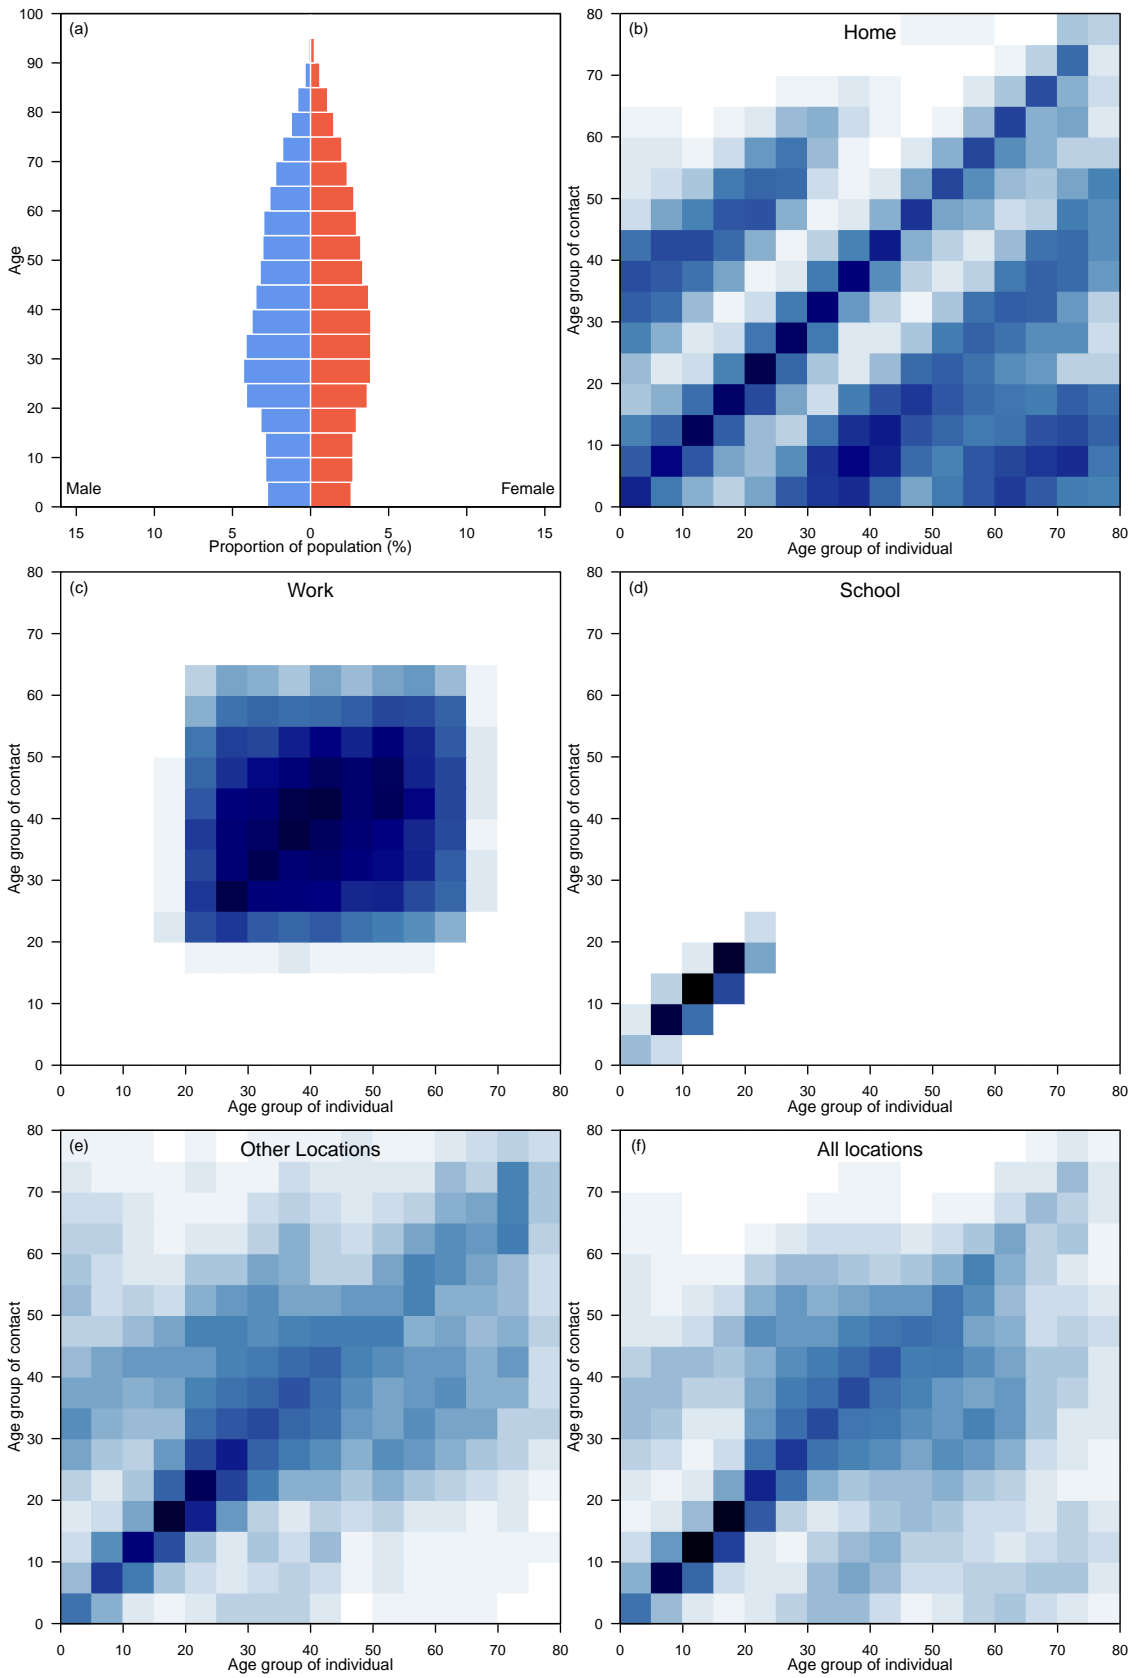 (a)
100
90
80
70
60
50
40
30
20
10
0
Age
Male
Female
15 10 5 0 5 10 15
Proportion of population (%)
(b)
Home
80
70
60
50
40
30
20
10
0
Age group of contact
0 10 20 30 40 50 60 70 80
Age group of individual
(c)
Work
80
70
60
50
40
30
20
10
0
Age group of contact
0 10 20 30 40 50 60 70 80
Age group of individual
(d)
School
80
70
60
50
40
30
20
10
0
Age group of contact
0 10 20 30 40 50 60 70 80
Age group of individual
(e)
Other Locations
80
70
60
50
40
30
20
10
0
Age group of contact
0 10 20 30 40 50 60 70 80
Age group of individual
(f)
All locations
80
70
60
50
40
30
20
10
0
Age group of contact
0 10 20 30 40 50 60 70 80
Age group of individual